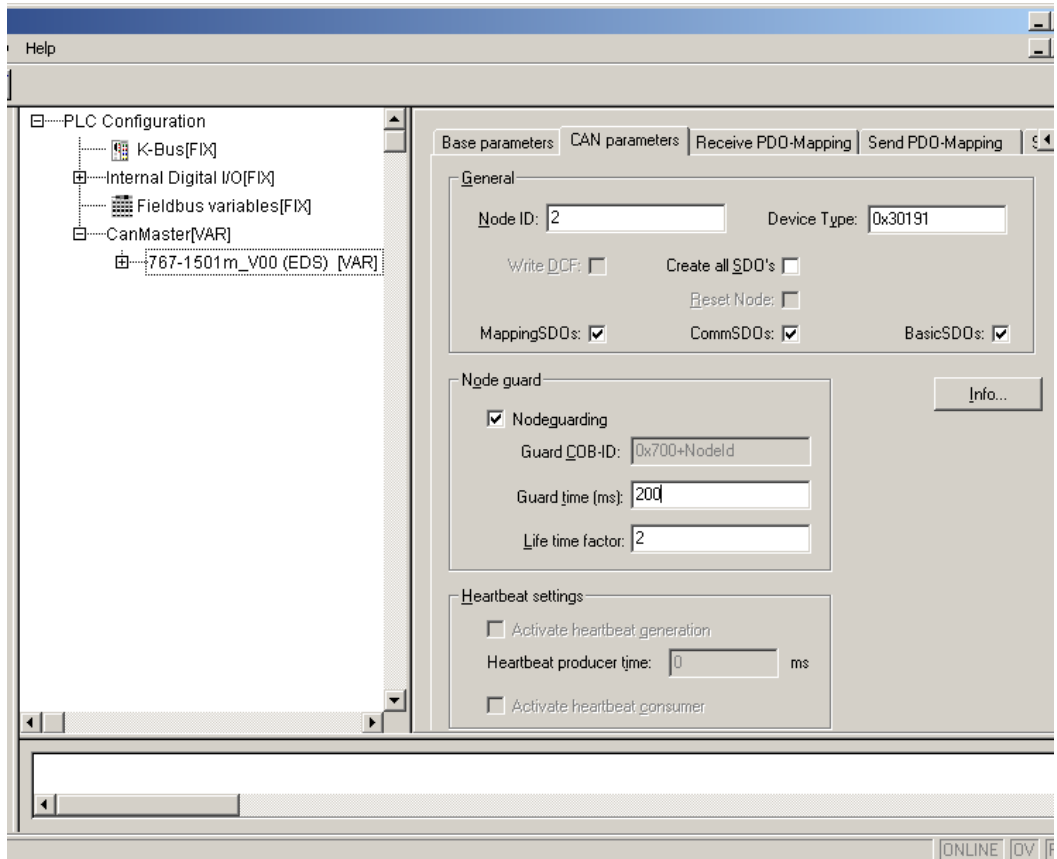 Help
PLC Configuration
K-Bus[FIX]
Internal Digital I/O[FIX]
Fieldbus variables[FIX]
CanMaster[VAR]
767-1501m_V00 (EDS) [VAR]
Base parameters CAN parameters Receive PDO-Mapping Send PDO-Mapping
General
Node ID: 2 Device Type: 0x30191
Write DCF: Create all SDO's
Reset Node:
MappingSDOs: CommSDOs: BasicSDOs:
Node guard
Info...
Nodeguarding
Guard COB-ID: 0x700+NodeId
Guard time (ms): 200
Life time factor: 2
Heartbeat settings
Activate heartbeat generation
Heartbeat producer time: 0 ms
Activate heartbeat consumer
ONLINE OV